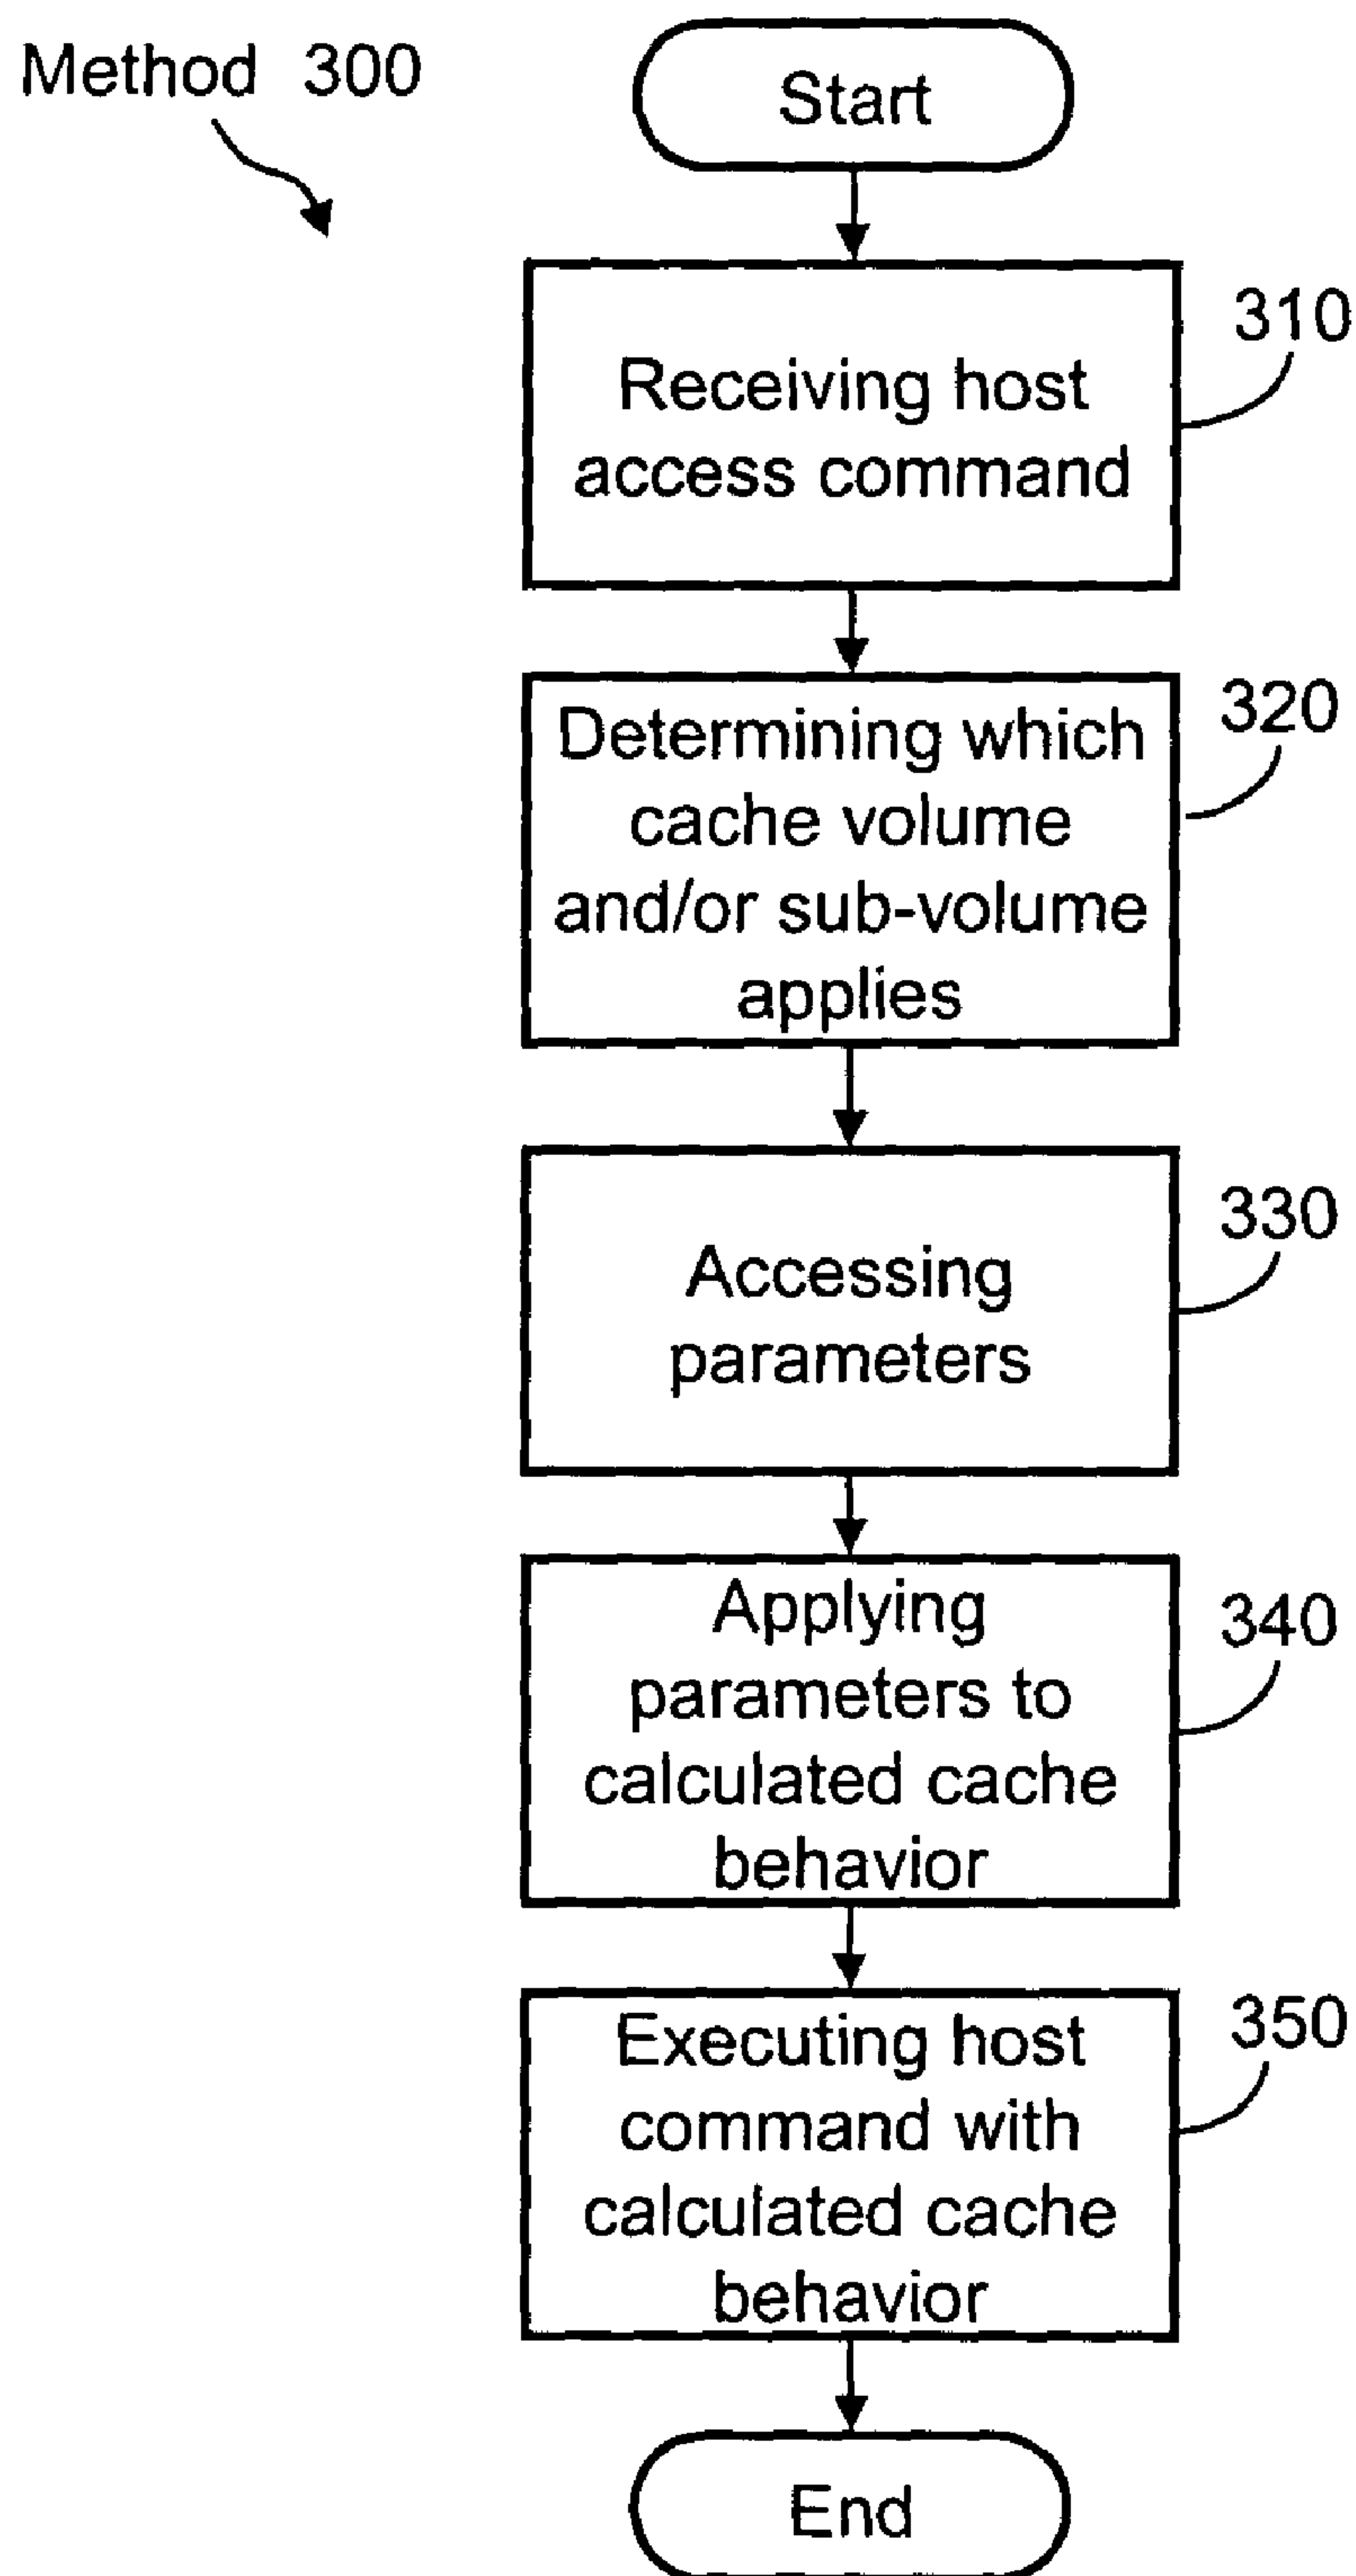 Method 300
Start
310
Receiving host
access command
320
Determining which
cache volume
and/or sub-volume
applies
330
Accessing
parameters
340
Applying
parameters to
calculated cache
behavior
350
Executing host
command with
calculated cache
behavior
End